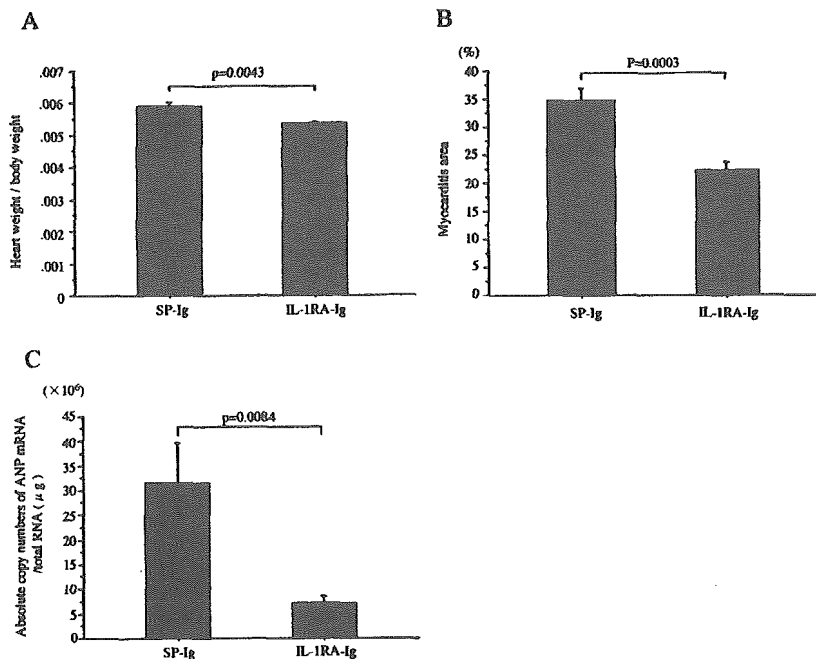 A
.007
.006
.005
.004
.003
.002
.001
0
Heart weight / body weight
p=0.0043
SP-Ig
IL-1RA-Ig
B
(%)
40
35
30
25
20
15
10
5
0
Myocarditis area
P=0.0003
SP-Ig
IL-1RA-Ig
C
(×10⁶)
45
40
35
30
25
20
15
10
5
0
Absolute copy numbers of ANP mRNA
/total RNA ( μ g )
p=0.0084
SP-Ig
IL-1RA-Ig